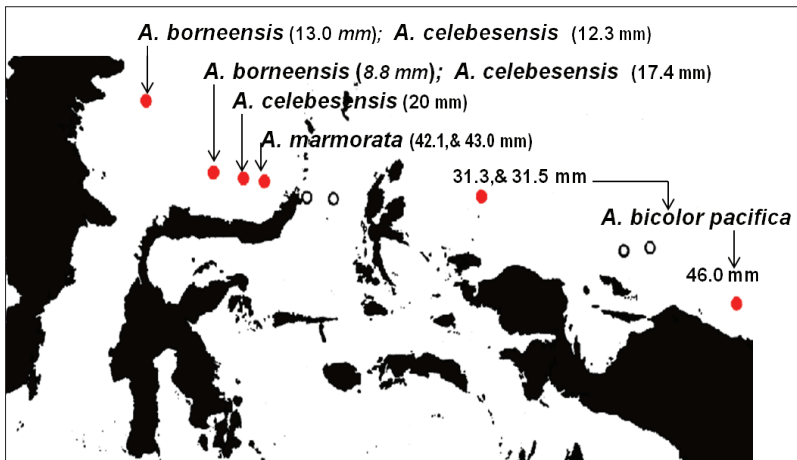 A. borneensis (13.0 mm); A. celebesensis (12.3 mm)
A. borneensis (8.8 mm); A. celebesensis (17.4 mm)
A. celebesensis (20 mm)
A. marmorata (42.1,& 43.0 mm)
31.3,& 31.5 mm
A. bicolor pacifica
46.0 mm